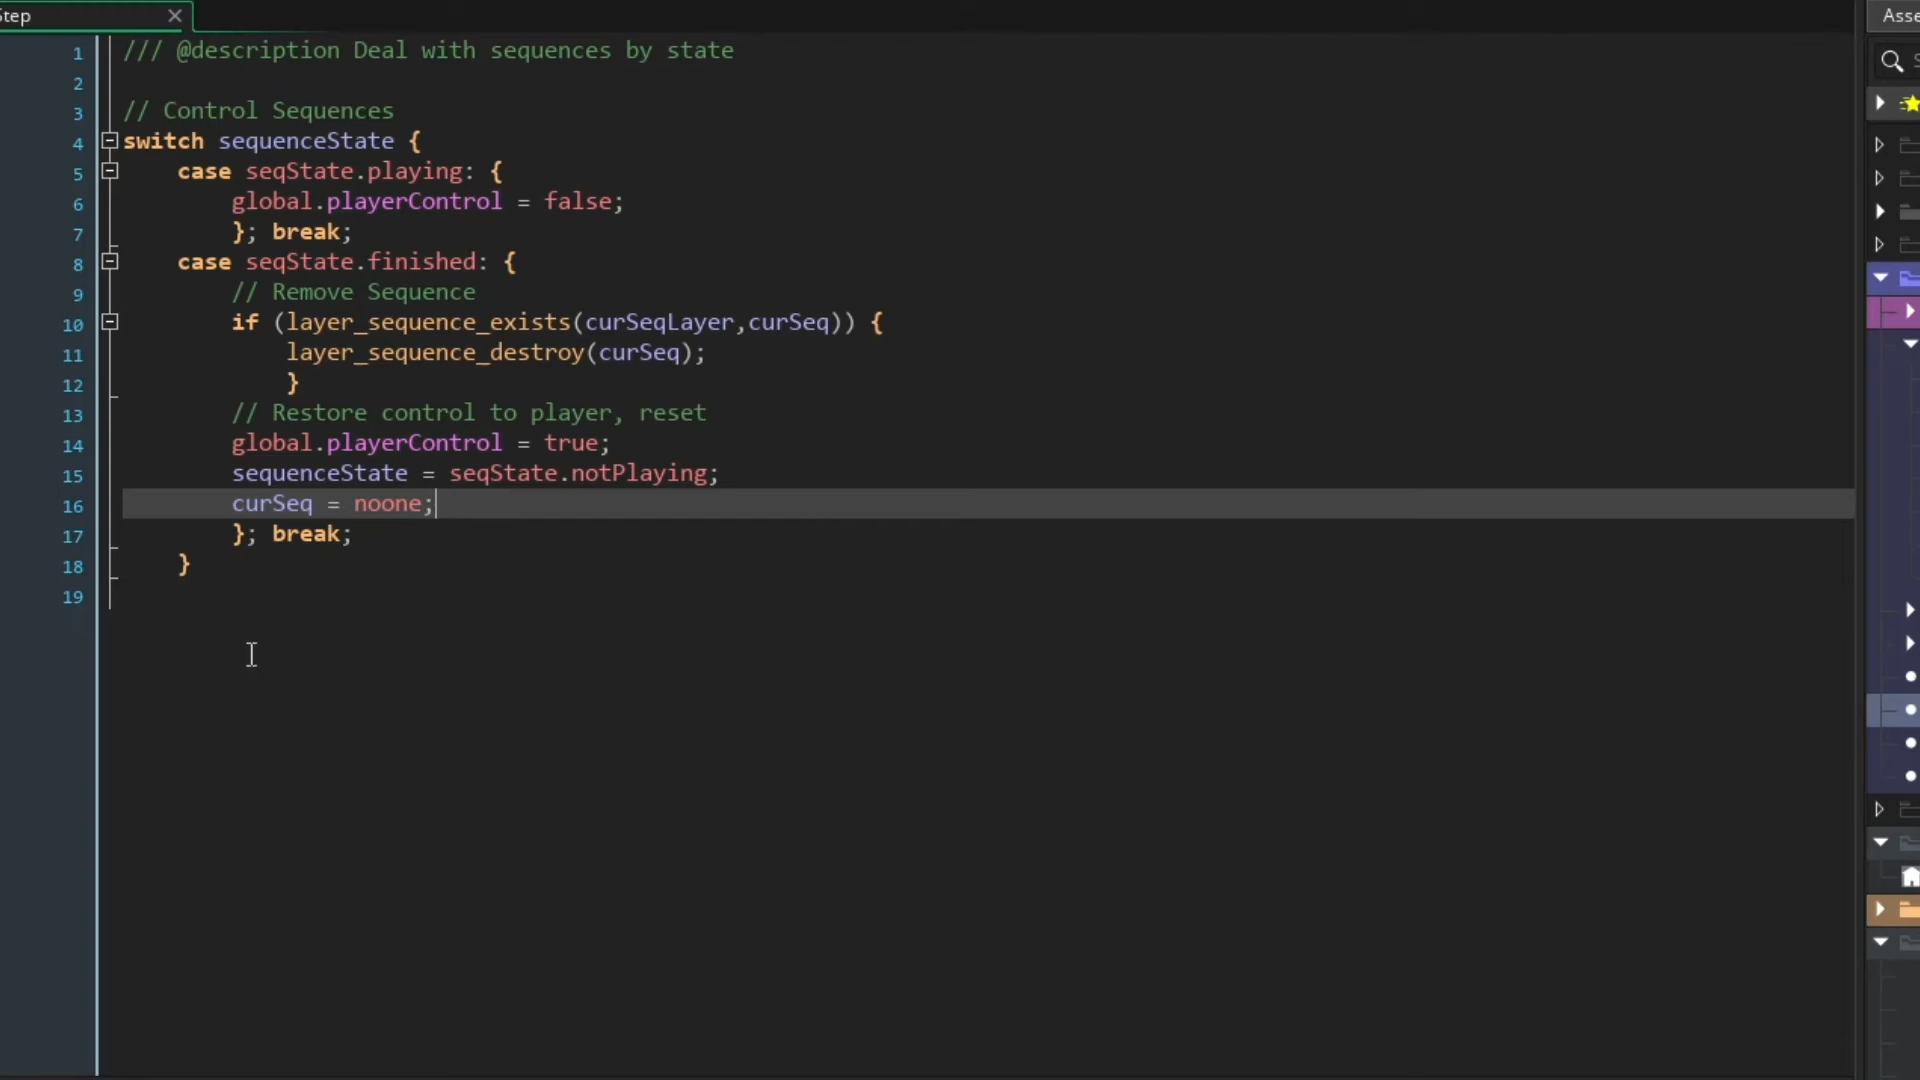 Step
Asse
1 /// @description Deal with sequences by state
2
3 // Control Sequences
4 switch sequenceState {
5 case seqState.playing: {
6 global.playerControl = false;
7 }; break;
8 case seqState.finished: {
9 // Remove Sequence
10 if (layer_sequence_exists(curSeqLayer,curSeq)) {
11 layer_sequence_destroy(curSeq);
12 }
13 // Restore control to player, reset
14 global.playerControl = true;
15 sequenceState = seqState.notPlaying;
16 curSeq = noone;
17 }; break;
18 }
19